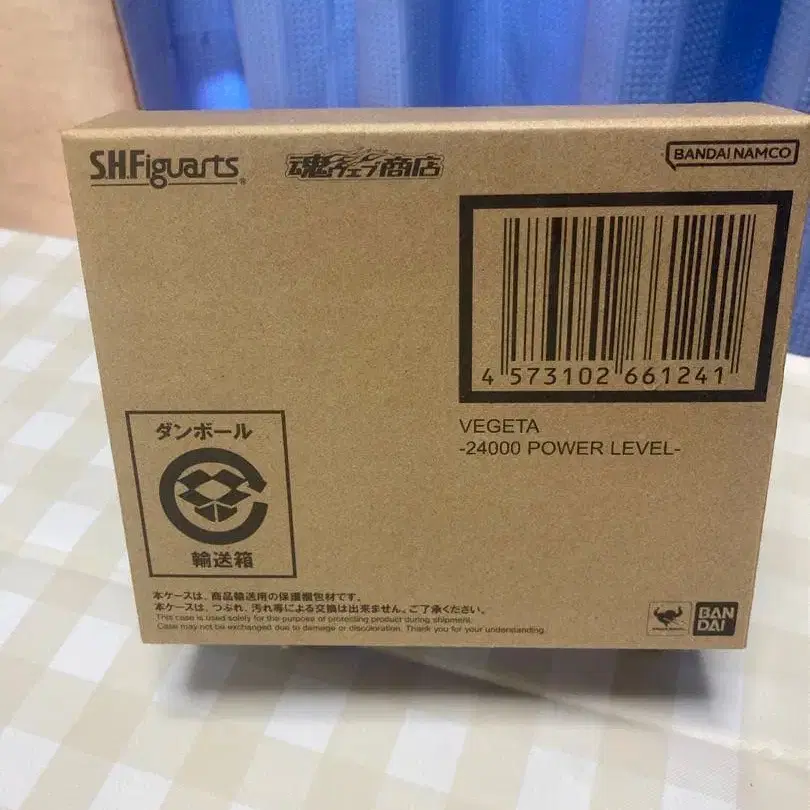 S.H.Figuarts
魂ウェブ商店
BANDAI NAMCO
4 573102 661241
VEGETA
-24000 POWER LEVEL-
ダンボール
輸送箱
本ケースは、商品輸送用の保護梱包材です。
本ケースは、つぶれ、汚れ等による交換は出来ません。ご了承ください。
This case is used solely for the purpose of protecting product during shipment.
Case may not be exchanged due to damage or discoloration. Thank you for your understanding.
BAN
DAI